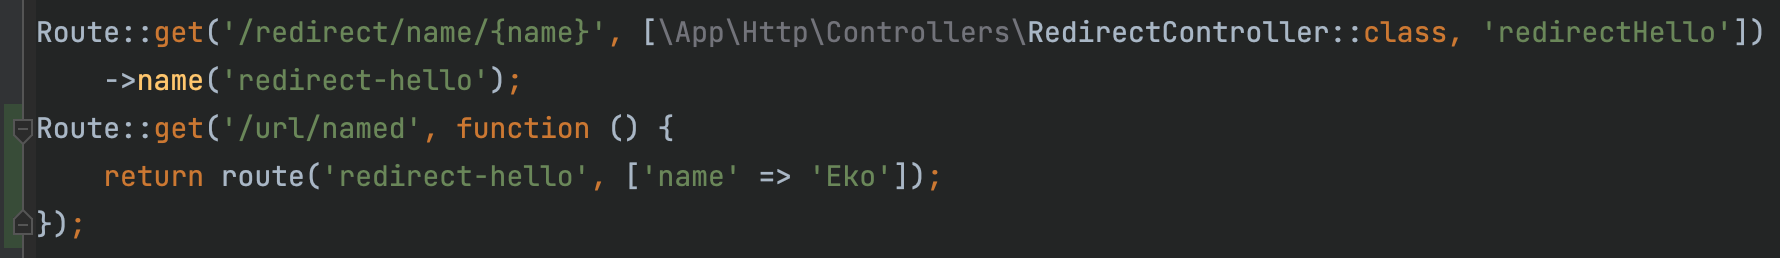 Route::get('/redirect/name/{name}', [\App\Http\Controllers\RedirectController::class, 'redirectHello'])
    ->name('redirect-hello');
Route::get('/url/named', function () {
    return route('redirect-hello', ['name' => 'Eko']);
});